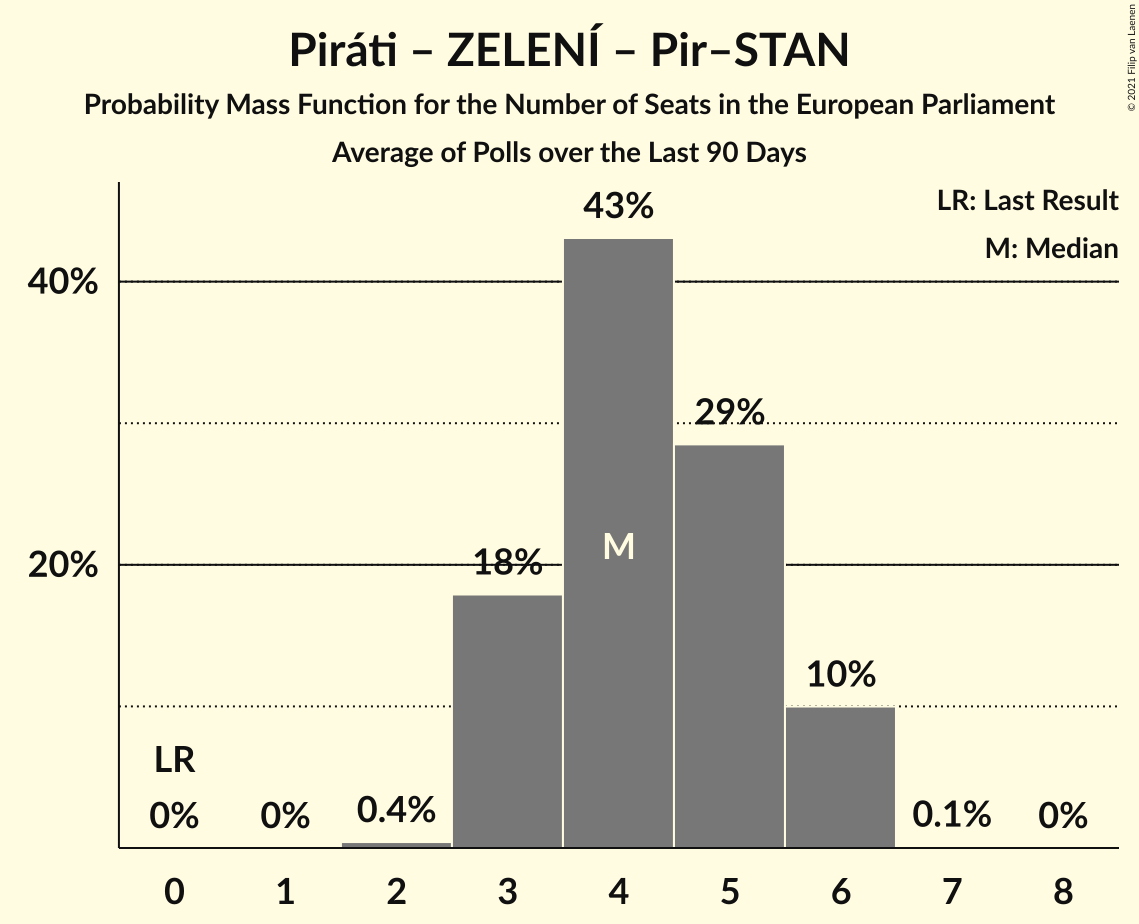 Piráti – ZELENÍ – Pir–STAN
Probability Mass Function for the Number of Seats in the European Parliament
Average of Polls over the Last 90 Days
© 2021 Filip van Laenen
LR: Last Result
M: Median
43%
40%
29%
M
18%
20%
10%
LR
0%
0%
0.4%
0.1%
0%
0 1 2 3 4 5 6 7 8